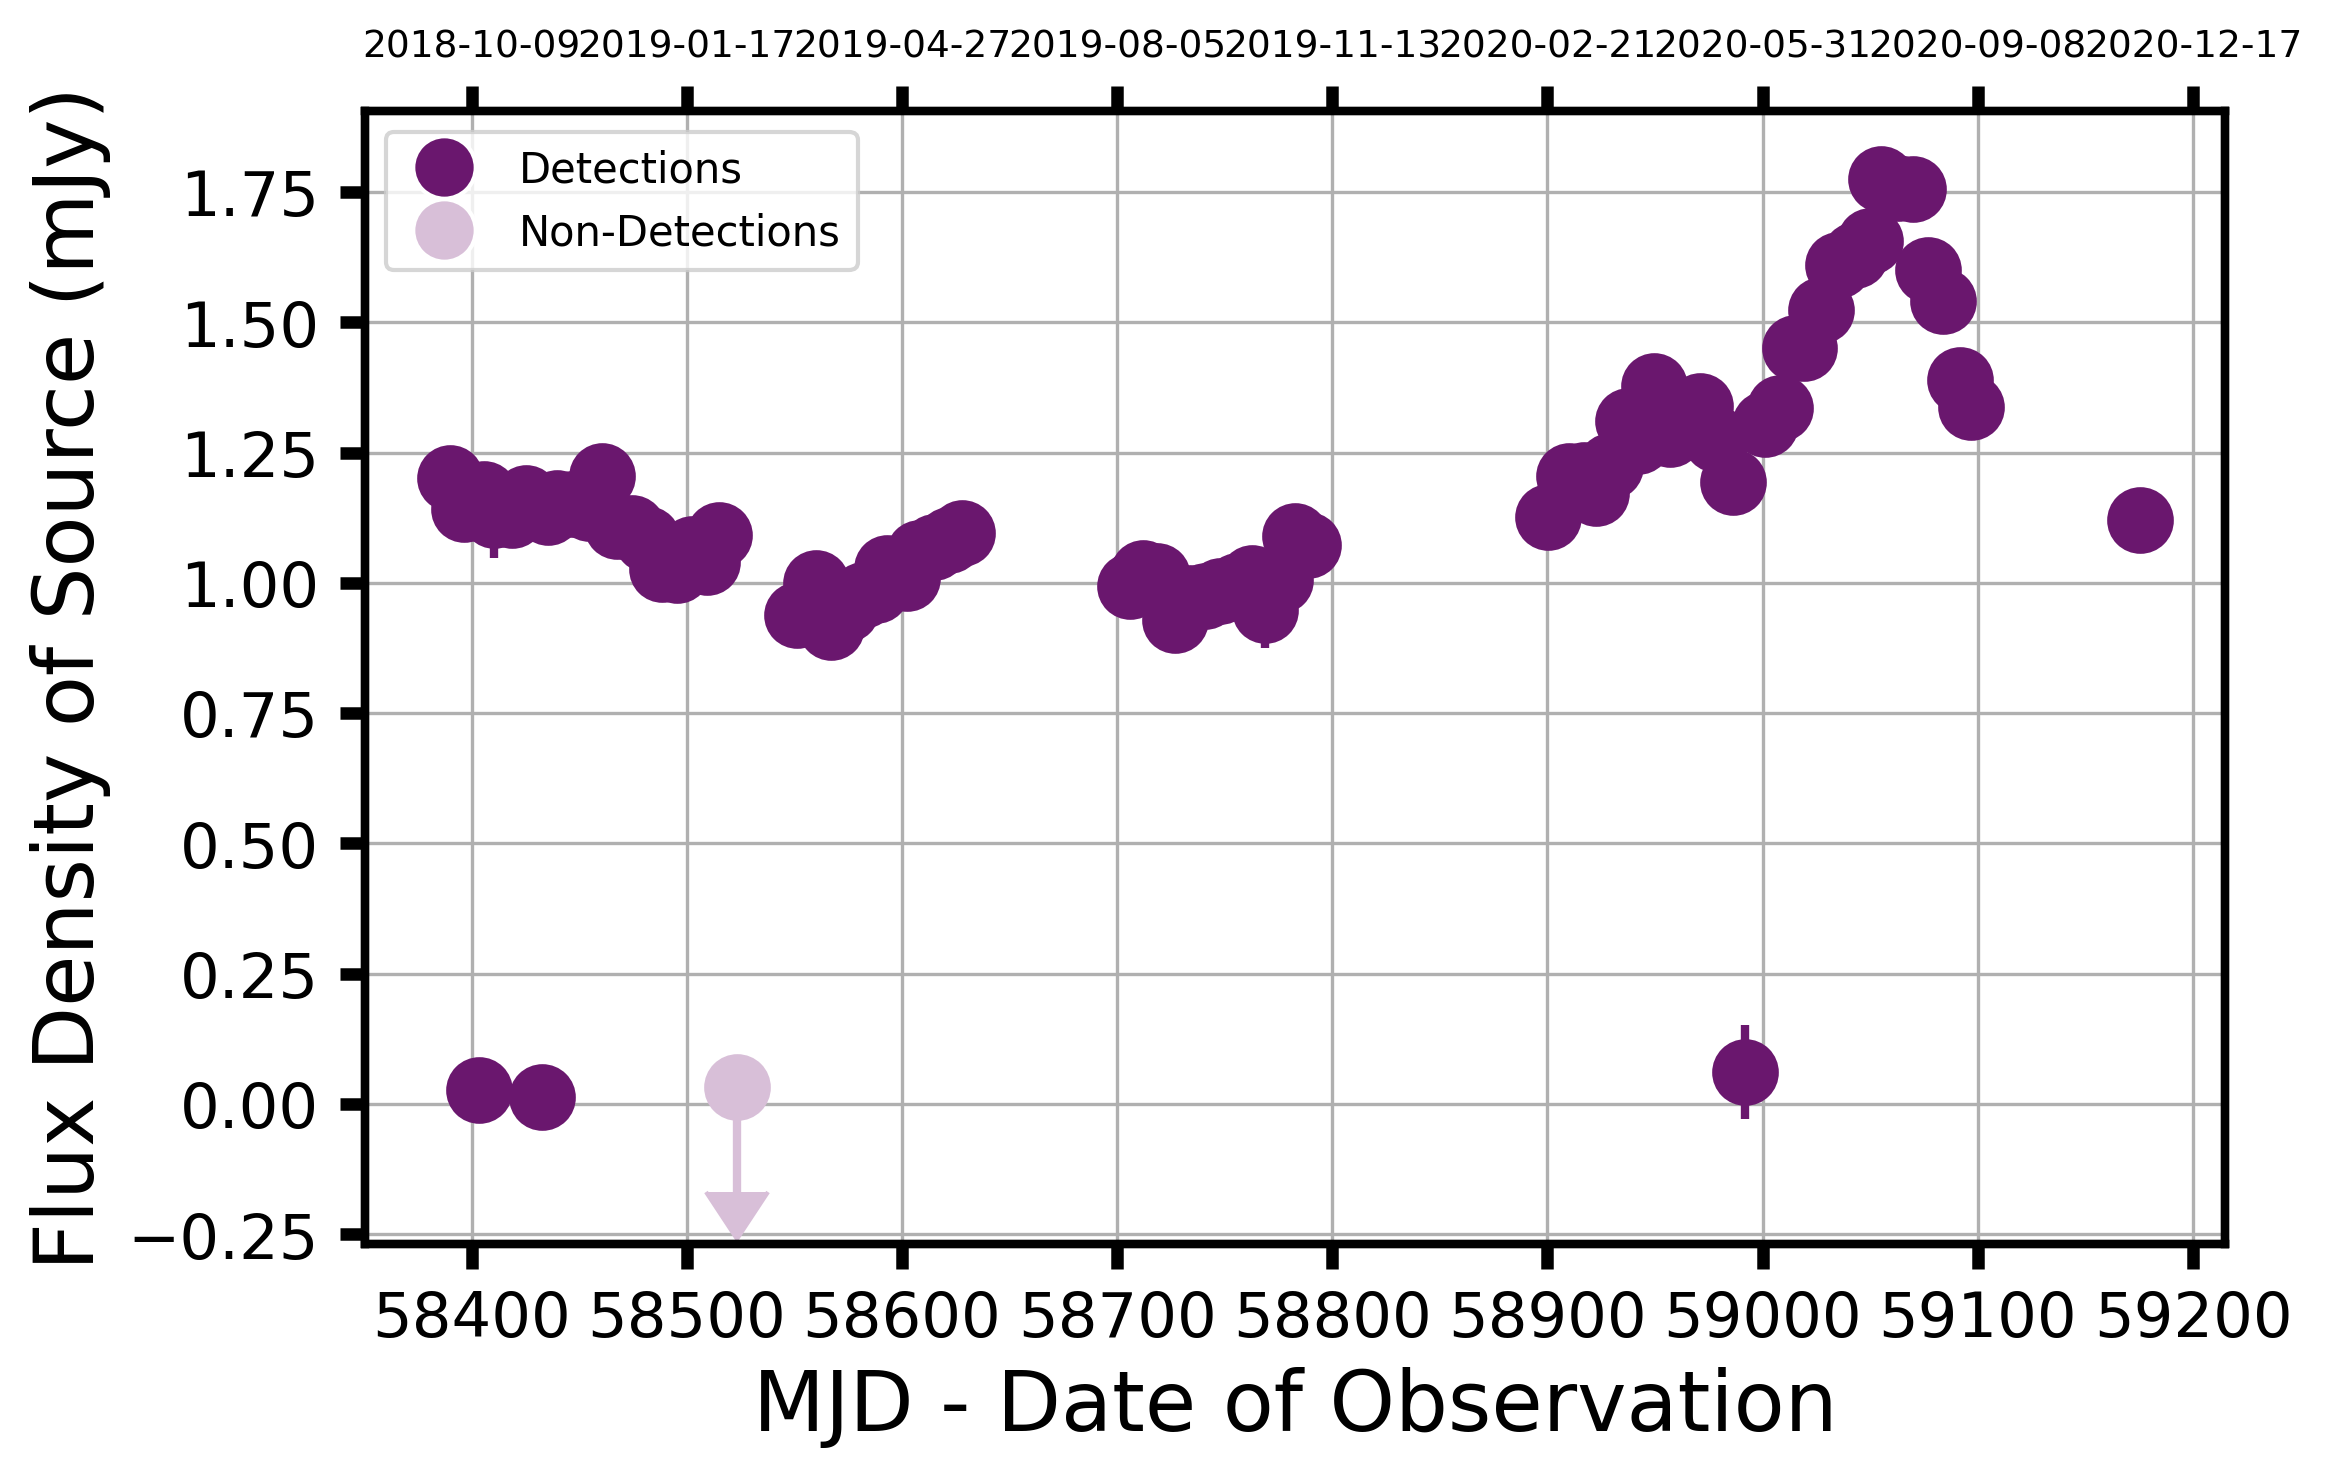 2018-10-09 2019-01-17 2019-04-27 2019-08-05 2019-11-13 2020-02-21 2020-05-31 2020-09-08 2020-12-17
Detections
Non-Detections
Flux Density of Source (mJy)
1.75
1.50
1.25
1.00
0.75
0.50
0.25
0.00
−0.25
58400 58500 58600 58700 58800 58900 59000 59100 59200
MJD - Date of Observation